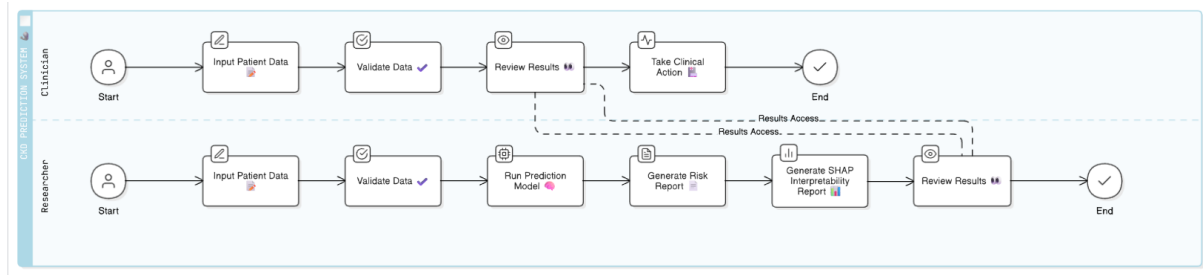 CKD PREDICTION SYSTEM
Clinician
Start
Input Patient Data
Validate Data
Review Results
Take Clinical
Action
End
Results Access
Results Access
Researcher
Start
Input Patient Data
Validate Data
Run Prediction
Model
Generate Risk
Report
Generate SHAP
Interpretability
Report
Review Results
End